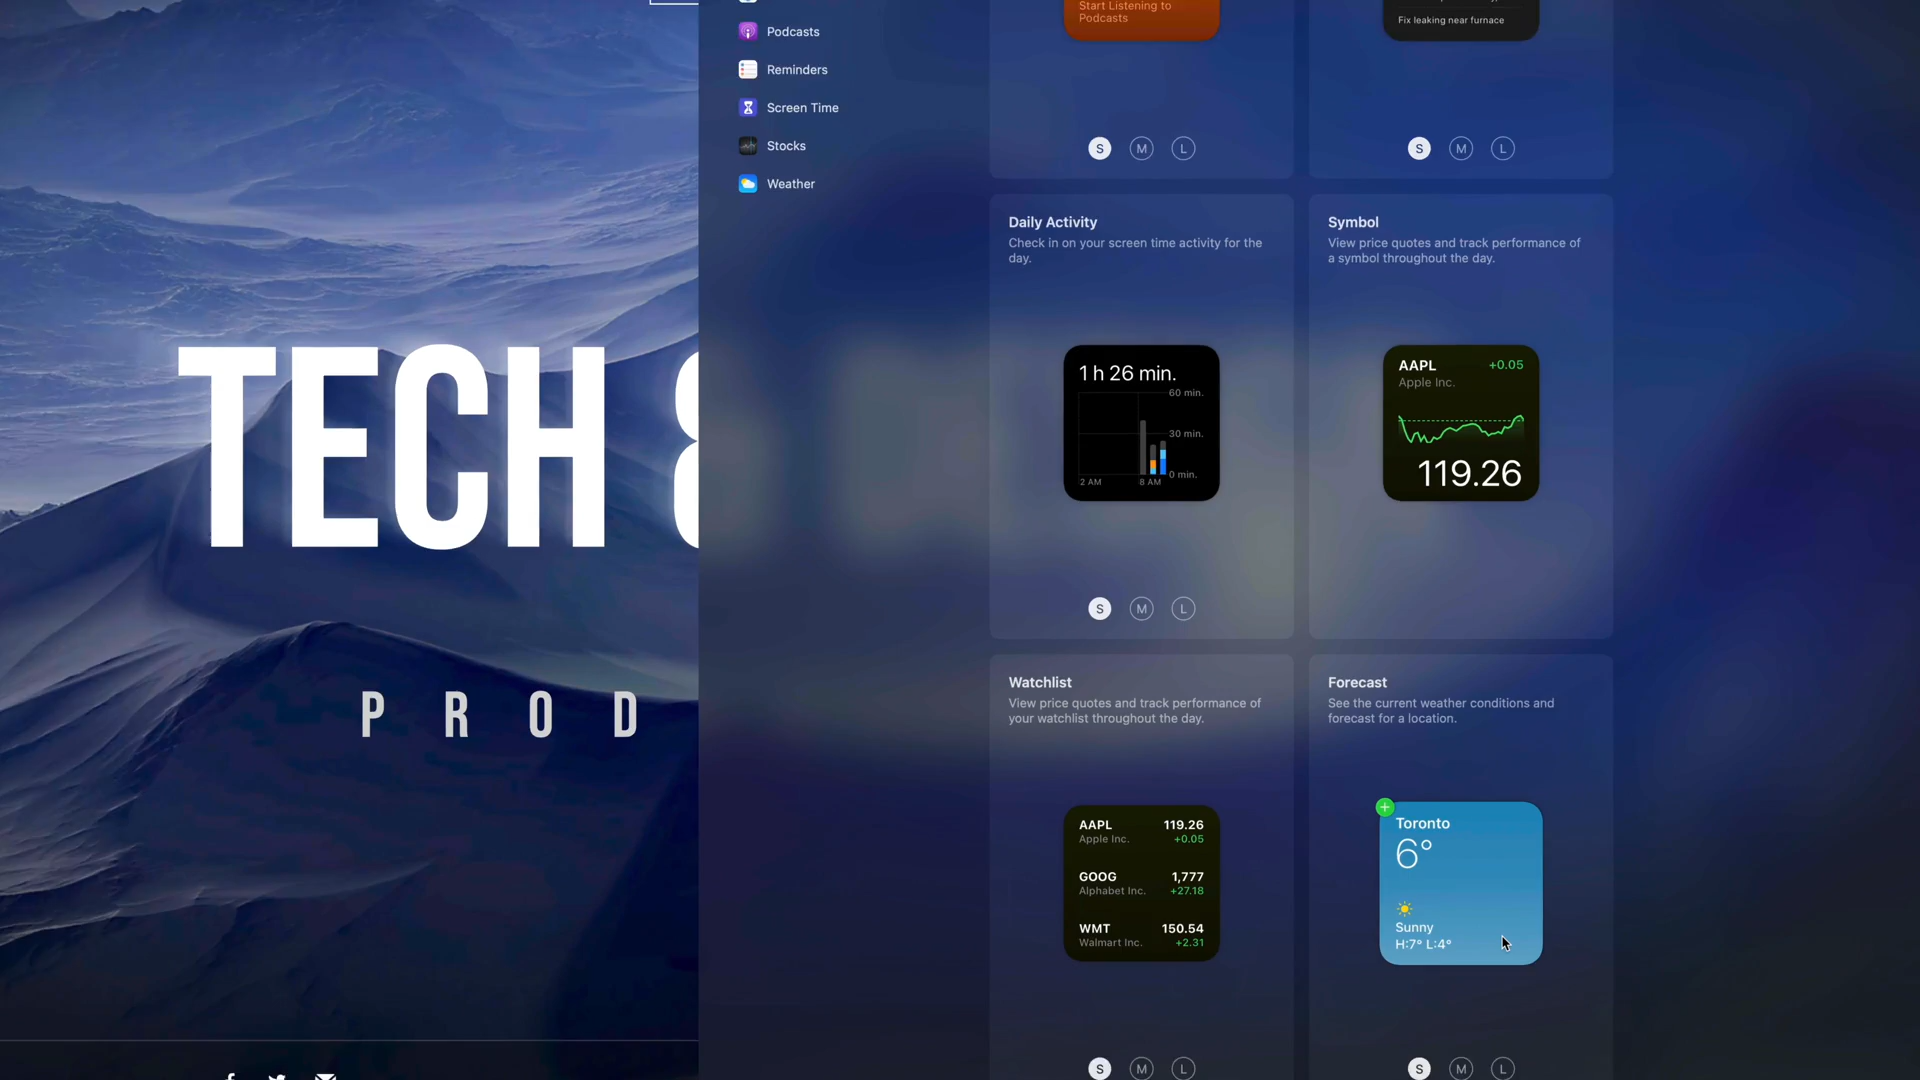 Start Listening to
Podcasts
Fix leaking near furnace
Podcasts
Reminders
Screen Time
Stocks
Weather
S M L
S M L
Daily Activity
Check in on your screen time activity for the
day.
1 h 26 min.
60 min.
30 min.
0 min.
2 AM
8 AM
S M L
Symbol
View price quotes and track performance of
a symbol throughout the day.
AAPL +0.05
Apple Inc.
119.26
TECH &
PROD
Watchlist
View price quotes and track performance of
your watchlist throughout the day.
AAPL 119.26
Apple Inc. +0.05
GOOG 1,777
Alphabet Inc. +27.18
WMT 150.54
Walmart Inc. +2.31
S M L
Forecast
See the current weather conditions and
forecast for a location.
Toronto
6°
Sunny
H:7° L:4°
S M L